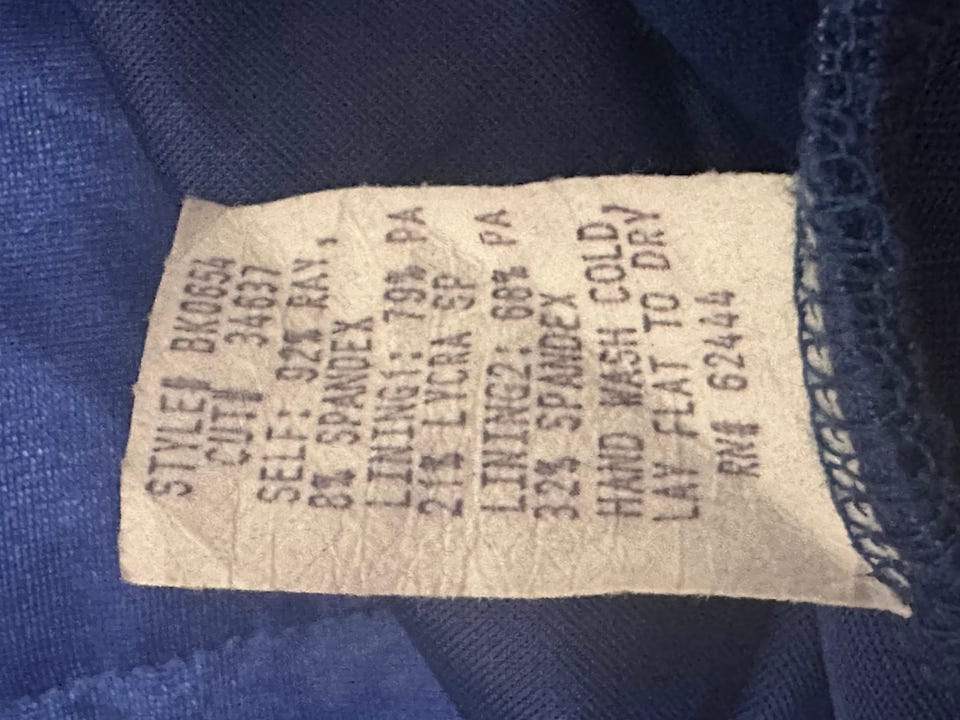 STYLE# BK0654
CUT# 34637
SELF: 92% RAY,
8% SPANDEX
LINING1: 79% PA
21% LYCRA SP
LINING2: 68% PA
32% SPANDEX
HAND WASH COLD,
LAY FLAT TO DRY
RN# 62444